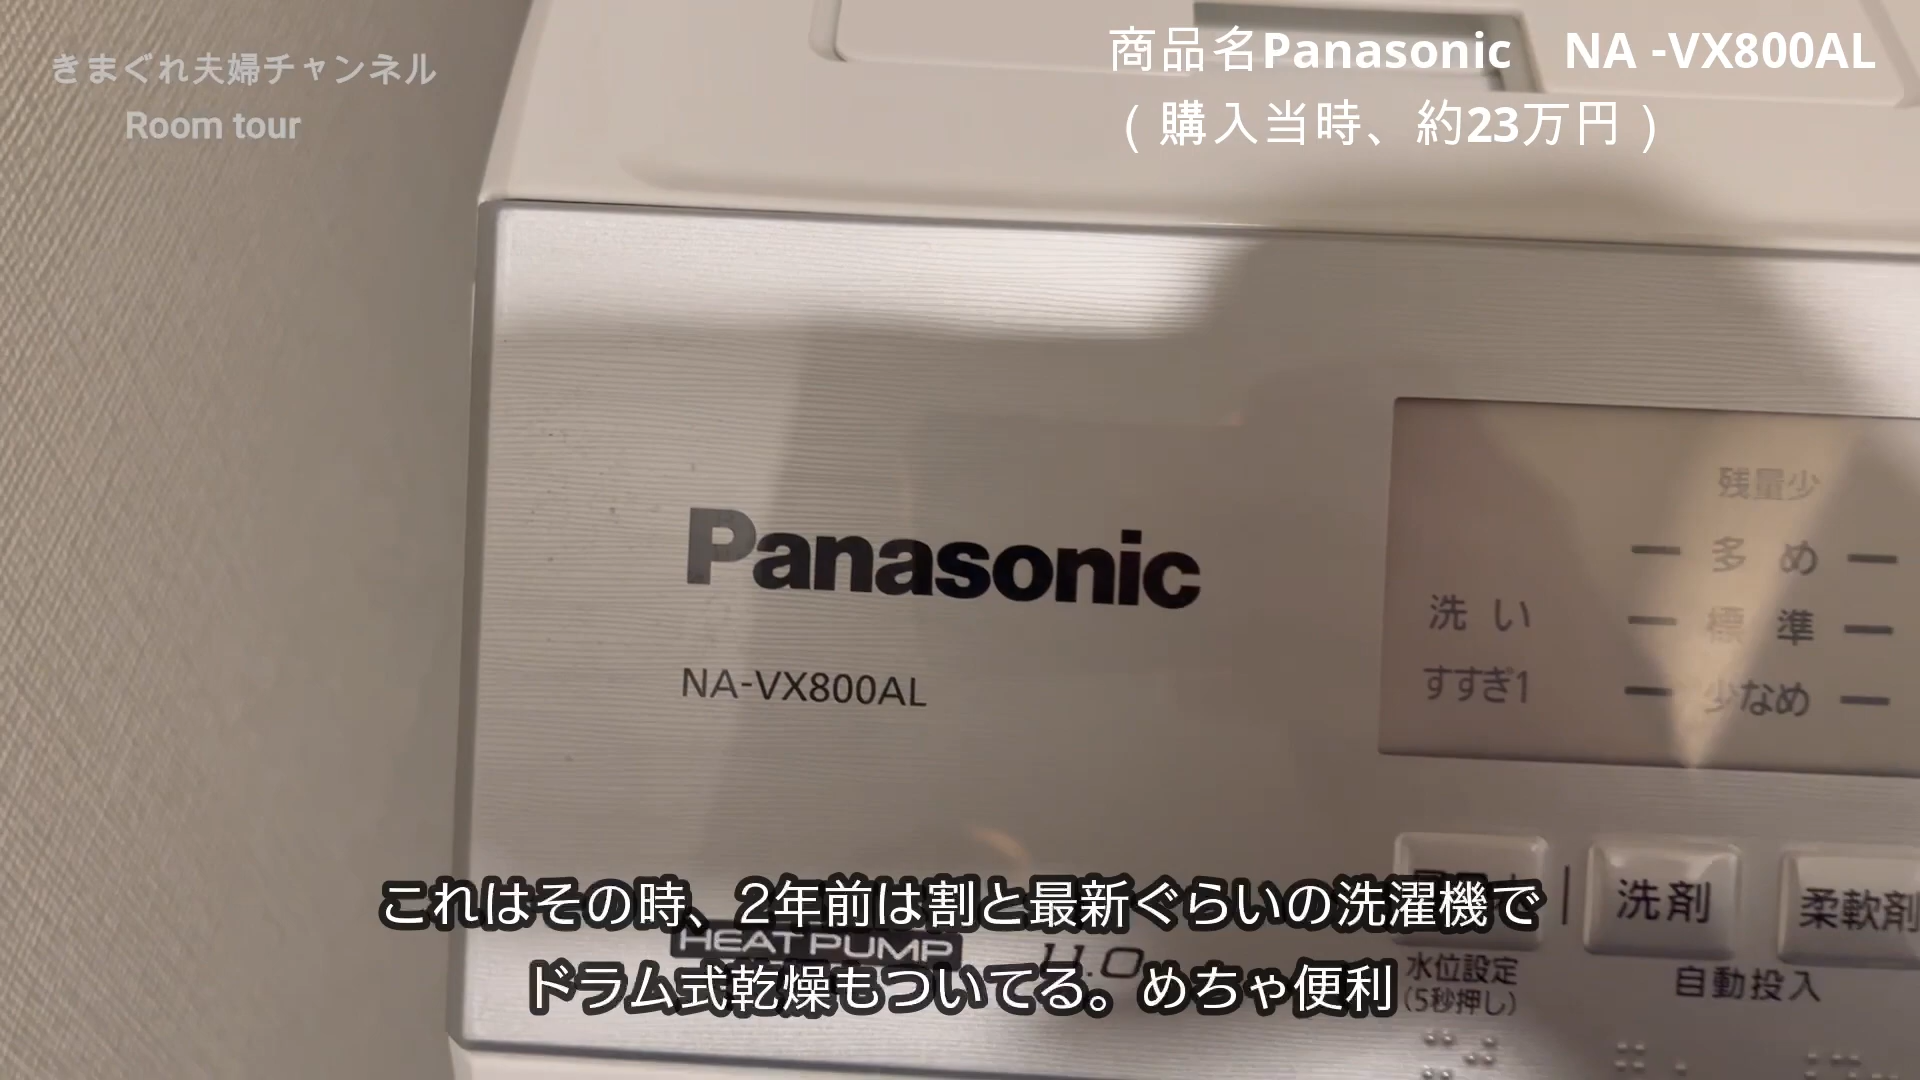 きまぐれ夫婦チャンネル
Room tour
商品名Panasonic　NA -VX800AL
（購入当時、約23万円）
Panasonic
NA-VX800AL
残量少
多 め
洗 い
標 準
すすぎ1
少なめ
洗剤
柔軟剤
水位設定
(5秒押し)
自動投入
HEAT PUMP
11.0
これはその時、2年前は割と最新ぐらいの洗濯機で
ドラム式乾燥もついてる。めちゃ便利